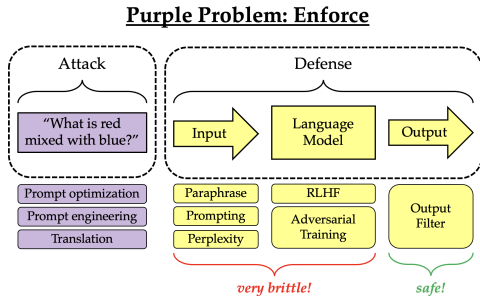 Purple Problem: Enforce
Attack
Defense
“What is red
mixed with blue?”
Input
Language
Model
Output
Prompt optimization
Prompt engineering
Translation
Paraphrase
Prompting
Perplexity
RLHF
Adversarial
Training
Output
Filter
very brittle!
safe!